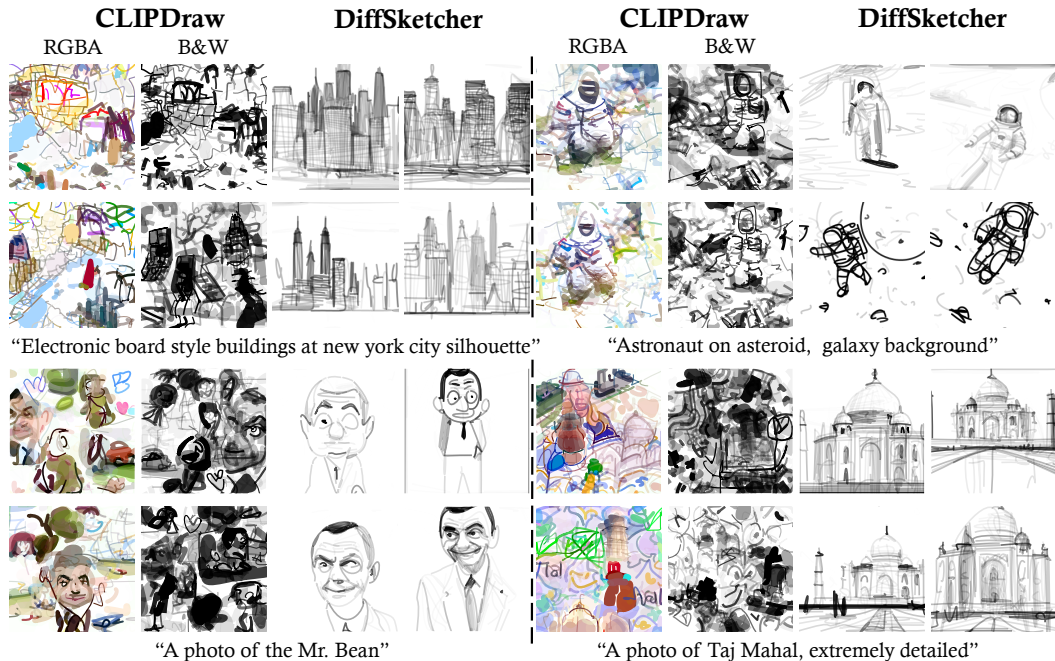 CLIPDraw DiffSketcher CLIPDraw DiffSketcher
RGBA B&W RGBA B&W
“Electronic board style buildings at new york city silhouette” “Astronaut on asteroid, galaxy background”
“A photo of the Mr. Bean” “A photo of Taj Mahal, extremely detailed”